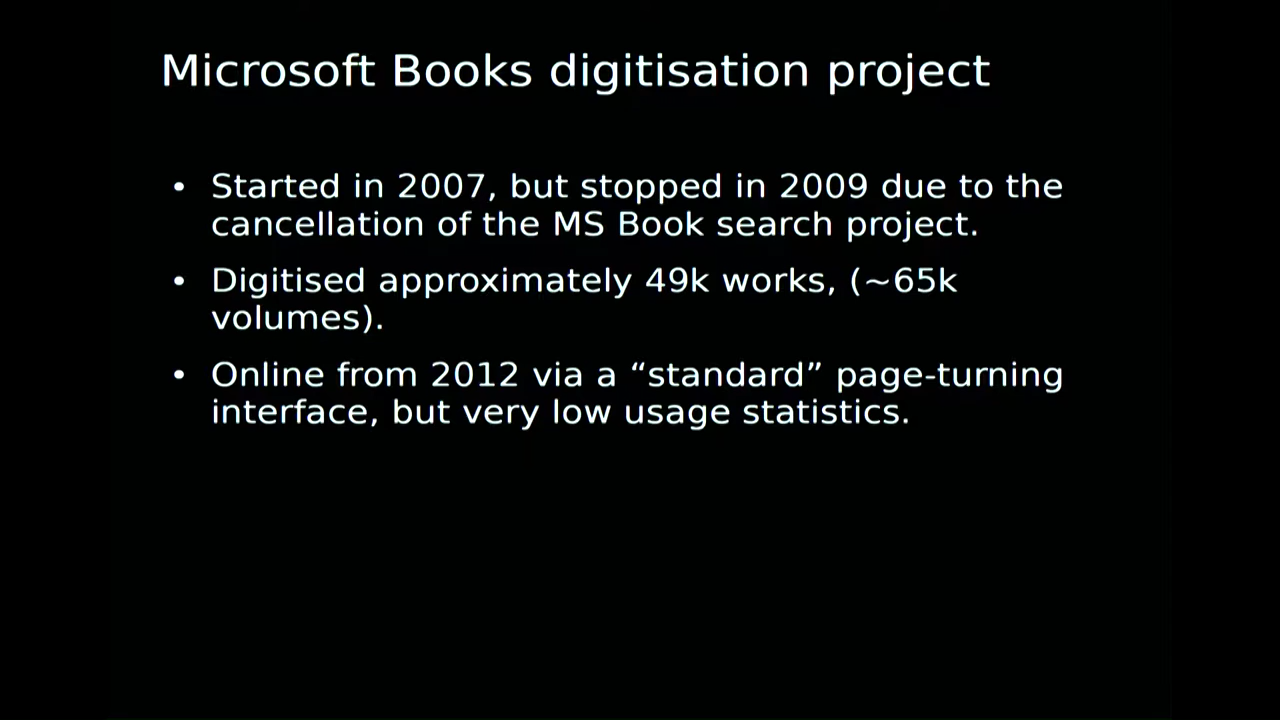 Microsoft Books digitisation project
• Started in 2007, but stopped in 2009 due to the
cancellation of the MS Book search project.
• Digitised approximately 49k works, (~65k
volumes).
• Online from 2012 via a “standard” page-turning
interface, but very low usage statistics.